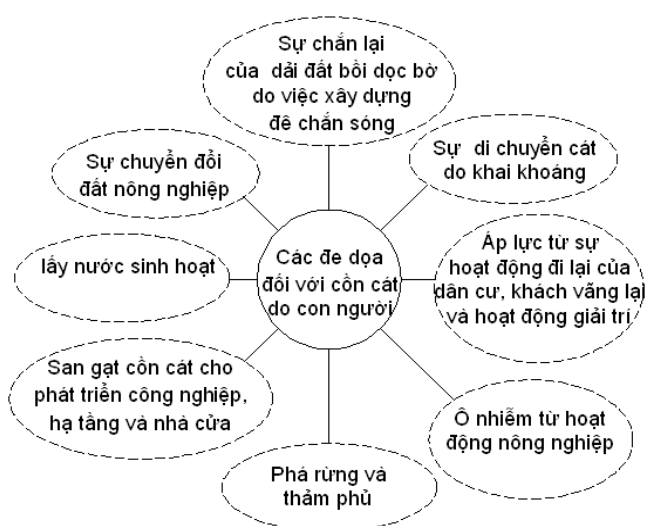 Sự chắn lại
của dải đất bồi dọc bờ
do việc xây dựng
đê chắn sóng
Sự di chuyển cát
do khai khoáng
Sự chuyển đổi
đất nông nghiệp
Áp lực từ sự
hoạt động đi lại của
dân cư, khách vãng lại
và hoạt động giải trí
Các đe dọa
đối với cồn cát
do con người
lấy nước sinh hoạt
San gạt cồn cát cho
phát triển công nghiệp,
hạ tầng và nhà cửa
Ô nhiễm từ hoạt
động nông nghiệp
Phá rừng và
thảm phủ